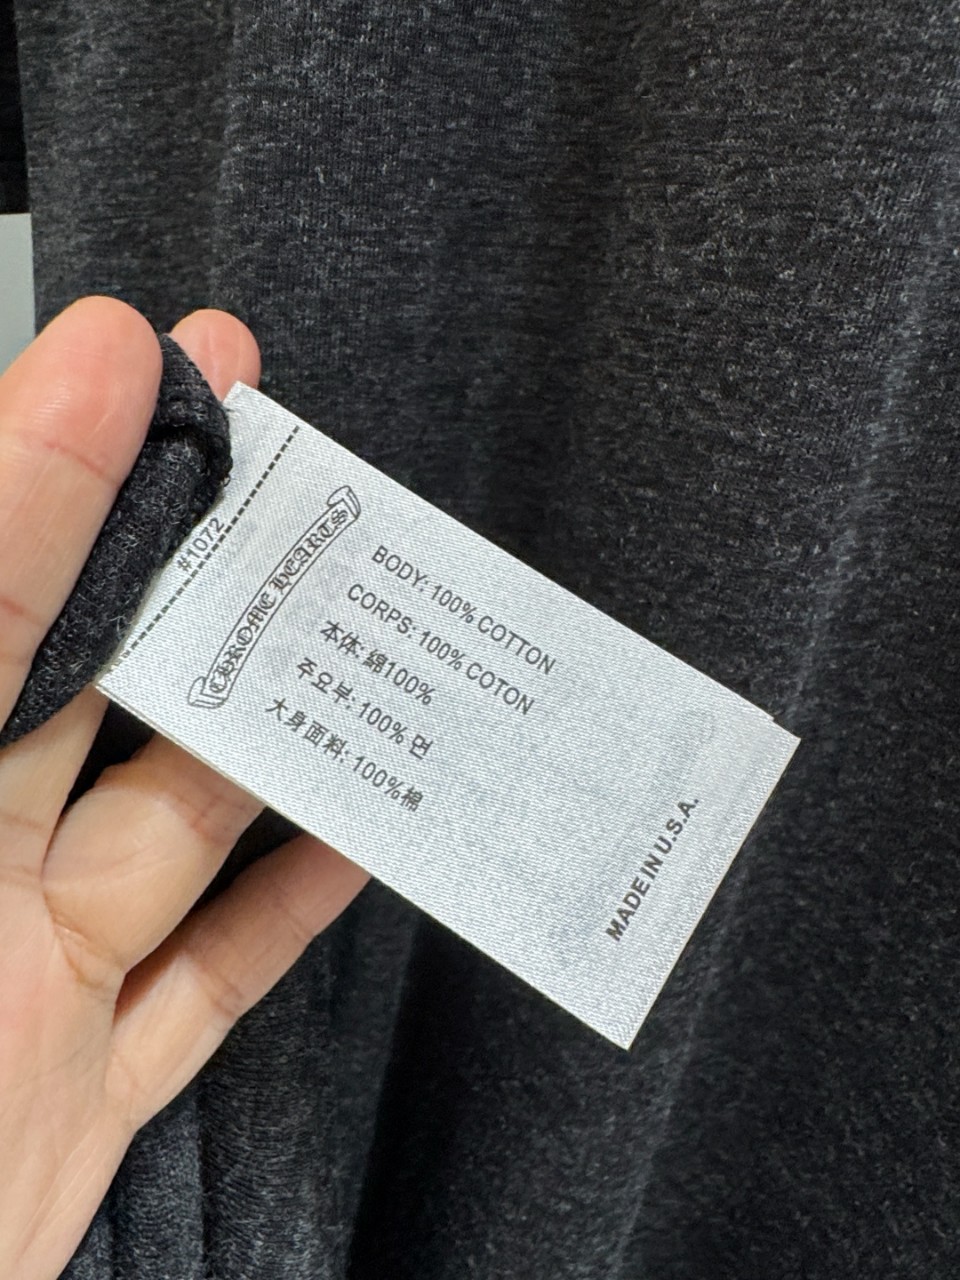 #1072
CHROME HEARTS
BODY: 100% COTTON
CORPS: 100% COTON
本体: 綿100%
주요부: 100% 면
大身面料: 100%棉
MADE IN U.S.A.